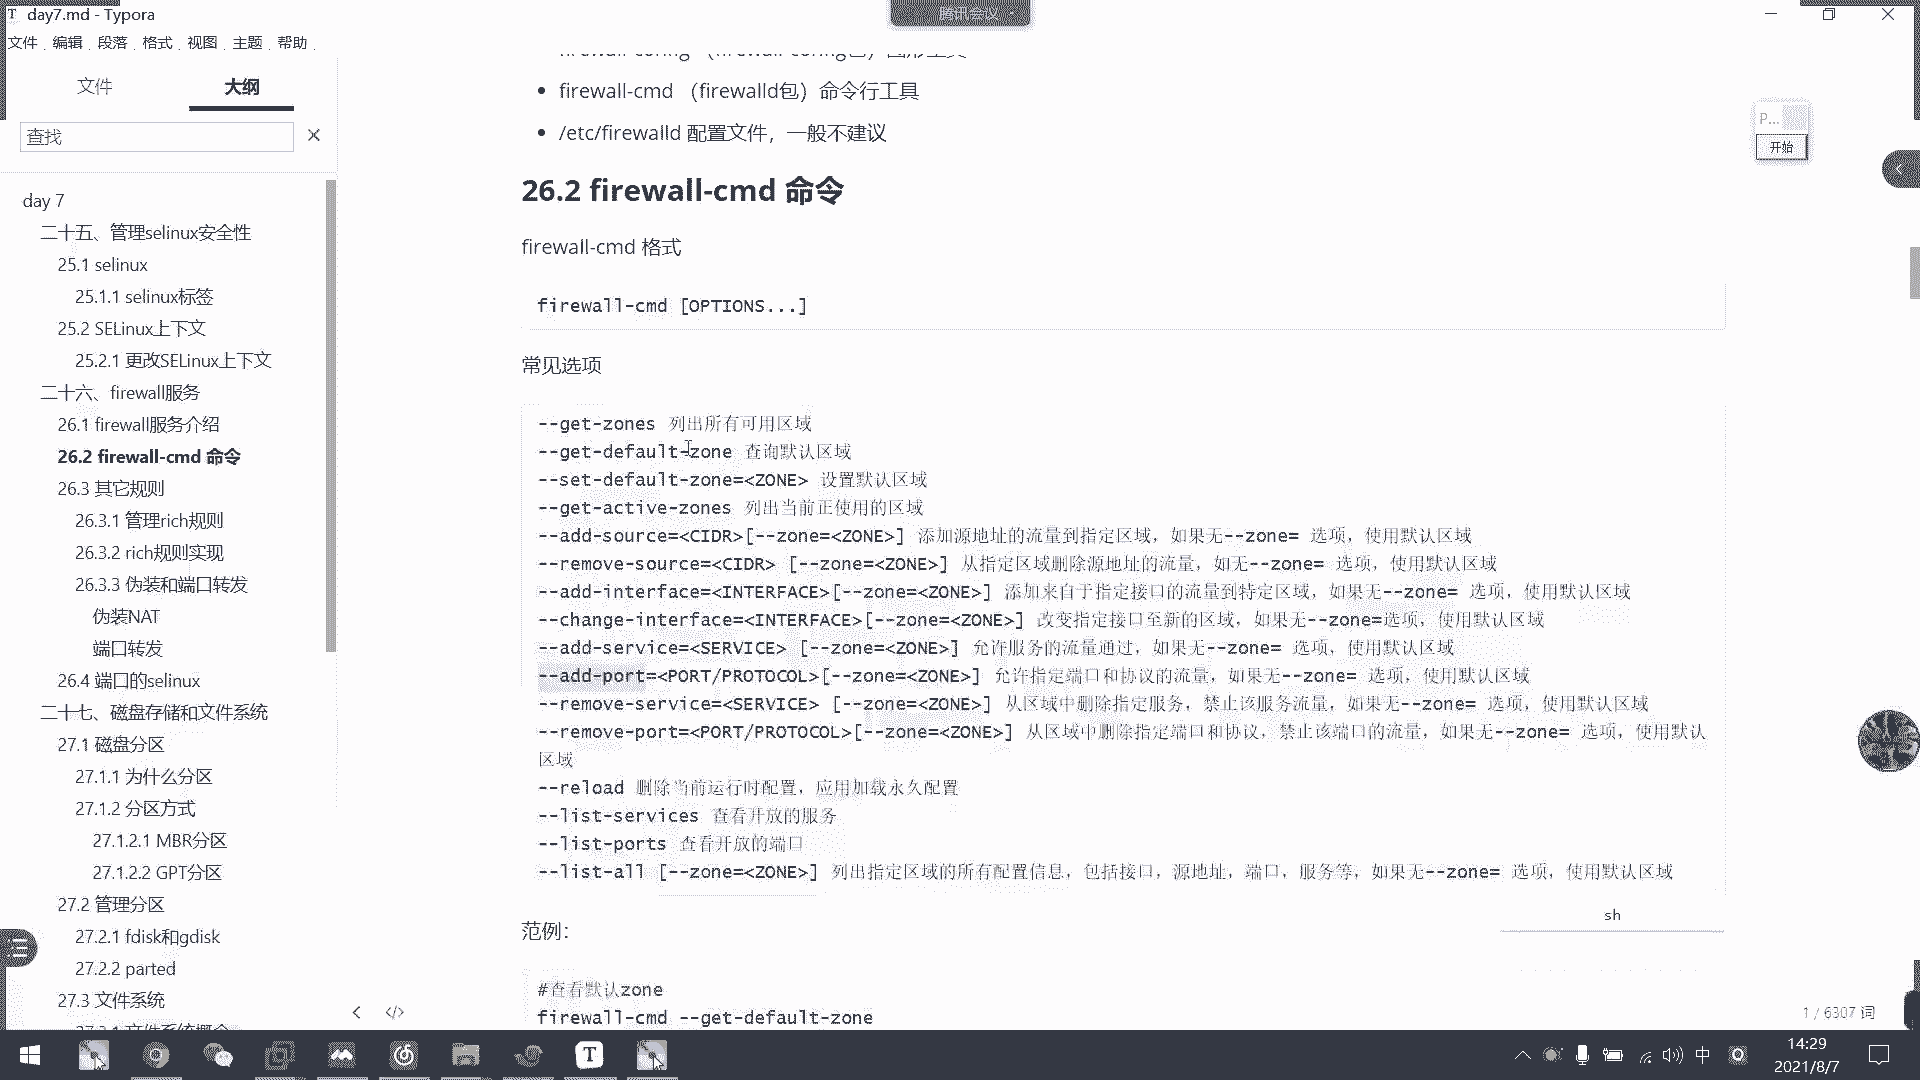 day7.md - Typora
腾讯会议
文件 编辑 段落 格式 视图 主题 帮助
文件
大纲
查找
day 7
二十五、管理selinux安全性
25.1 selinux
25.1.1 selinux标签
25.2 SELinux上下文
25.2.1 更改SELinux上下文
二十六、firewall服务
26.1 firewall服务介绍
26.2 firewall-cmd 命令
26.3 其它规则
26.3.1 管理rich规则
26.3.2 rich规则实现
26.3.3 伪装和端口转发
伪装NAT
端口转发
26.4 端口的selinux
二十七、磁盘存储和文件系统
27.1 磁盘分区
27.1.1 为什么分区
27.1.2 分区方式
27.1.2.1 MBR分区
27.1.2.2 GPT分区
27.2 管理分区
27.2.1 fdisk和gdisk
27.2.2 parted
27.3 文件系统
firewall-cmd （firewalld包）命令行工具
/etc/firewalld 配置文件，一般不建议
26.2 firewall-cmd 命令
firewall-cmd 格式
firewall-cmd [OPTIONS...]
常见选项
--get-zones 列出所有可用区域
--get-default-zone 查询默认区域
--set-default-zone=<ZONE> 设置默认区域
--get-active-zones 列出当前正使用的区域
--add-source=<CIDR>[--zone=<ZONE>] 添加源地址的流量到指定区域，如果无--zone= 选项，使用默认区域
--remove-source=<CIDR> [--zone=<ZONE>] 从指定区域删除源地址的流量，如无--zone= 选项，使用默认区域
--add-interface=<INTERFACE>[--zone=<ZONE>] 添加来自于指定接口的流量到特定区域，如果无--zone= 选项，使用默认区域
--change-interface=<INTERFACE>[--zone=<ZONE>] 改变指定接口至新的区域，如果无--zone=选项，使用默认区域
--add-service=<SERVICE> [--zone=<ZONE>] 允许服务的流量通过，如果无--zone= 选项，使用默认区域
--add-port=<PORT/PROTOCOL>[--zone=<ZONE>] 允许指定端口和协议的流量，如果无--zone= 选项，使用默认区域
--remove-service=<SERVICE> [--zone=<ZONE>] 从区域中删除指定服务，禁止该服务流量，如果无--zone= 选项，使用默认区域
--remove-port=<PORT/PROTOCOL>[--zone=<ZONE>] 从区域中删除指定端口和协议，禁止该端口的流量，如果无--zone= 选项，使用默认
区域
--reload 删除当前运行时配置，应用加载永久配置
--list-services 查看开放的服务
--list-ports 查看开放的端口
--list-all [--zone=<ZONE>] 列出指定区域的所有配置信息，包括接口，源地址，端口，服务等，如果无--zone= 选项，使用默认区域
sh
范例：
#查看默认zone
firewall-cmd --get-default-zone
P...
开始
1 / 6307 词
中
14:29
2021/8/7